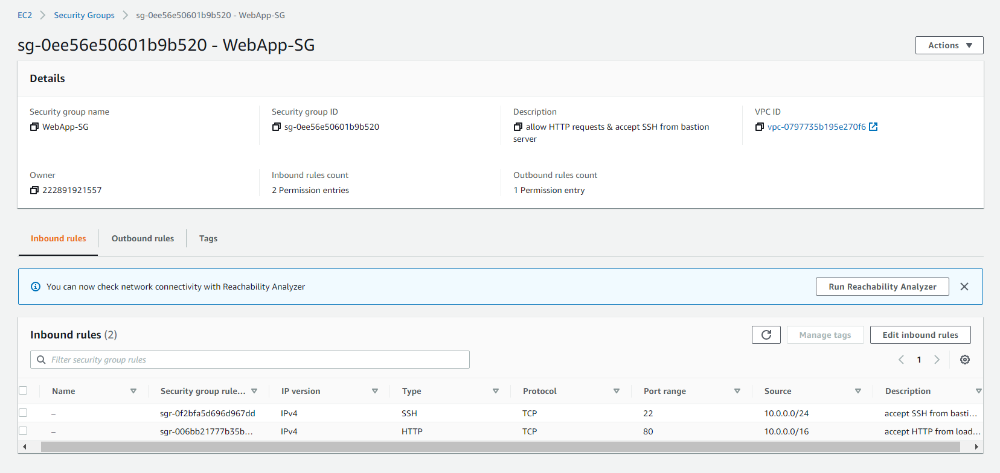 EC2 > Security Groups > sg-0ee56e50601b9b520 - WebApp-SG
sg-0ee56e50601b9b520 - WebApp-SG
Actions
Details
Security group name
WebApp-SG
Security group ID
sg-0ee56e50601b9b520
Description
allow HTTP requests & accept SSH from bastion
server
VPC ID
vpc-0797735b195e270f6
Owner
222891921557
Inbound rules count
2 Permission entries
Outbound rules count
1 Permission entry
Inbound rules Outbound rules Tags
You can now check network connectivity with Reachability Analyzer Run Reachability Analyzer
Inbound rules (2) Manage tags Edit inbound rules
Filter security group rules 1
Name Security group rule... IP version Type Protocol Port range Source Description
– sgr-0f2bfa5d696d967dd IPv4 SSH TCP 22 10.0.0.0/24 accept SSH from basti...
– sgr-006bb21777b35b... IPv4 HTTP TCP 80 10.0.0.0/16 accept HTTP from load...